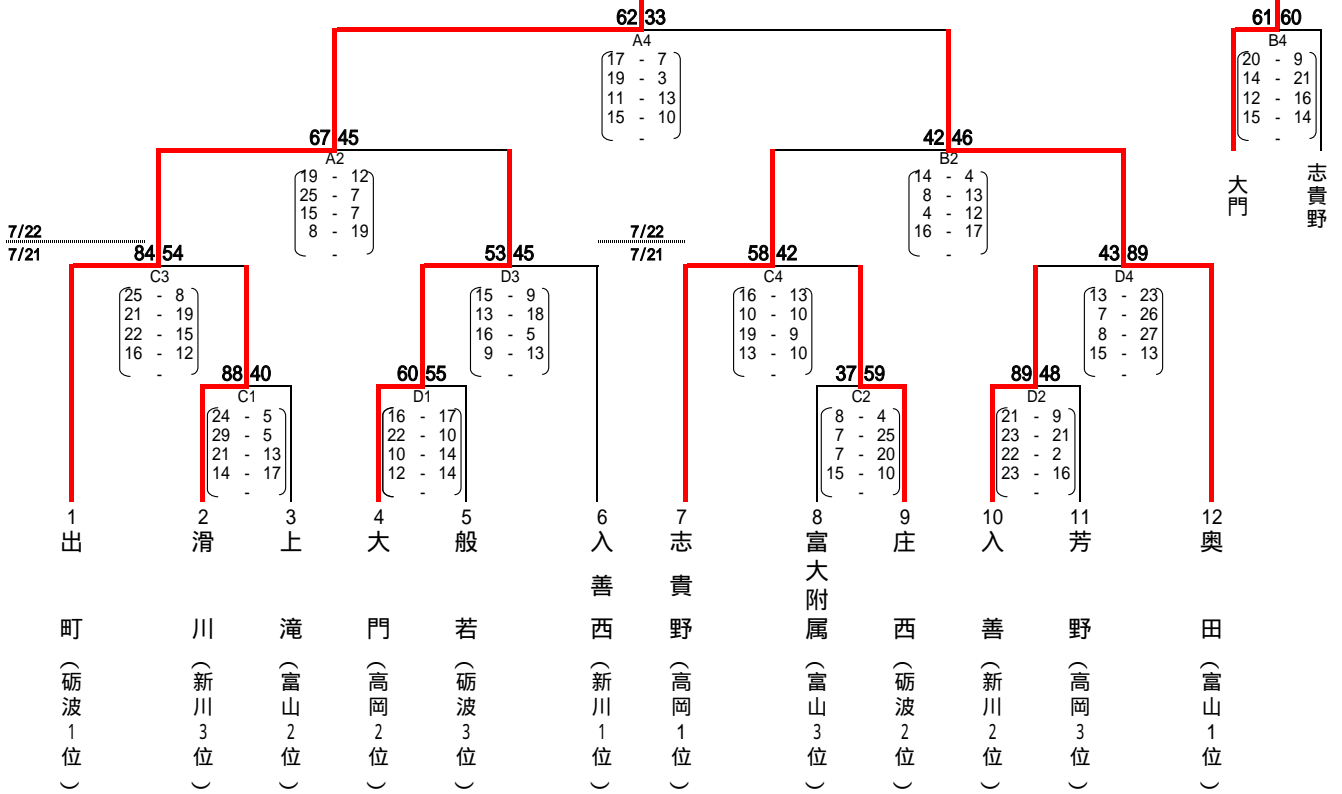 62 33
A4
17 - 7
19 - 3
11 - 13
15 - 10
-
61 60
B4
20 - 9
14 - 21
12 - 16
15 - 14
-
大門
志貴野
67 45
A2
19 - 12
25 - 7
15 - 7
8 - 19
-
42 46
B2
14 - 4
8 - 13
4 - 12
16 - 17
-
7/22
7/21
7/22
7/21
84 54
C3
25 - 8
21 - 19
22 - 15
16 - 12
-
53 45
D3
15 - 9
13 - 18
16 - 5
9 - 13
-
58 42
C4
16 - 13
10 - 10
19 - 9
13 - 10
-
43 89
D4
13 - 23
7 - 26
8 - 27
15 - 13
-
88 40
C1
24 - 5
29 - 5
21 - 13
14 - 17
-
60 55
D1
16 - 17
22 - 10
10 - 14
12 - 14
-
37 59
C2
8 - 4
7 - 25
7 - 20
15 - 10
-
89 48
D2
21 - 9
23 - 21
22 - 2
23 - 16
-
1 出町(砺波1位)
2 滑川(新川3位)
3 上滝(富山2位)
4 大門(高岡2位)
5 般若(砺波3位)
6 入善西(新川1位)
7 志貴野(高岡1位)
8 富大附属(富山3位)
9 庄西(砺波2位)
10 入善(新川2位)
11 芳野(高岡3位)
12 奥田(富山1位)